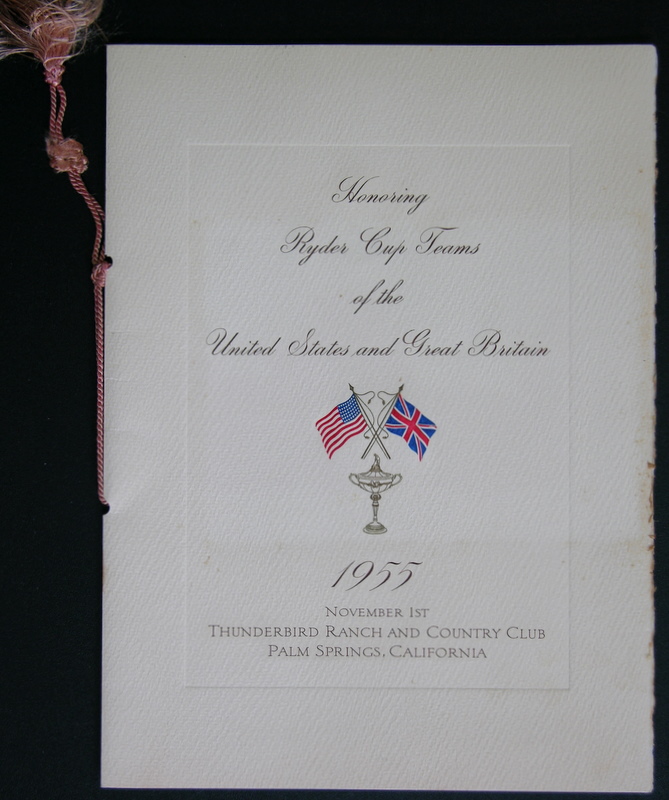 Honoring
Ryder Cup Teams
of the
United States and Great Britain
1955
November 1st
Thunderbird Ranch and Country Club
Palm Springs, California